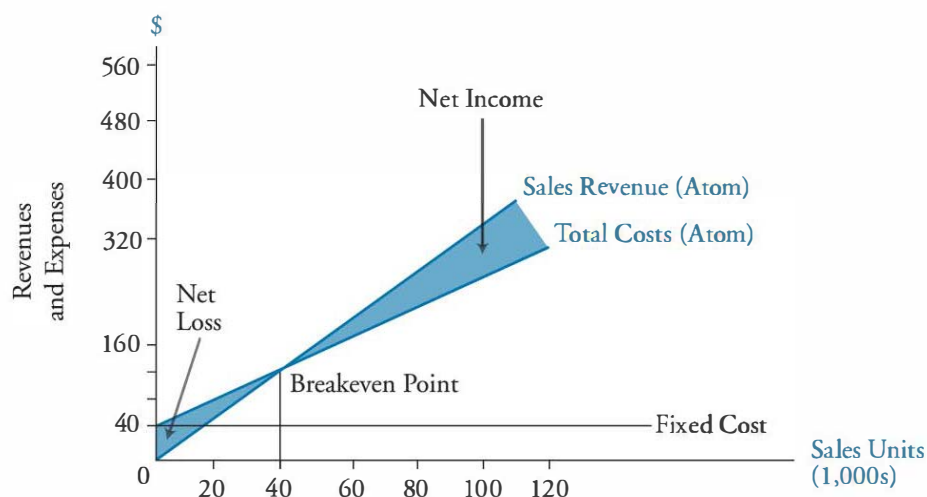 $
560
480
400
320
160
40
0
Revenues
and Expenses
Net Income
Sales Revenue (Atom)
Total Costs (Atom)
Net
Loss
Breakeven Point
Fixed Cost
Sales Units
(1,000s)
20 40 60 80 100 120